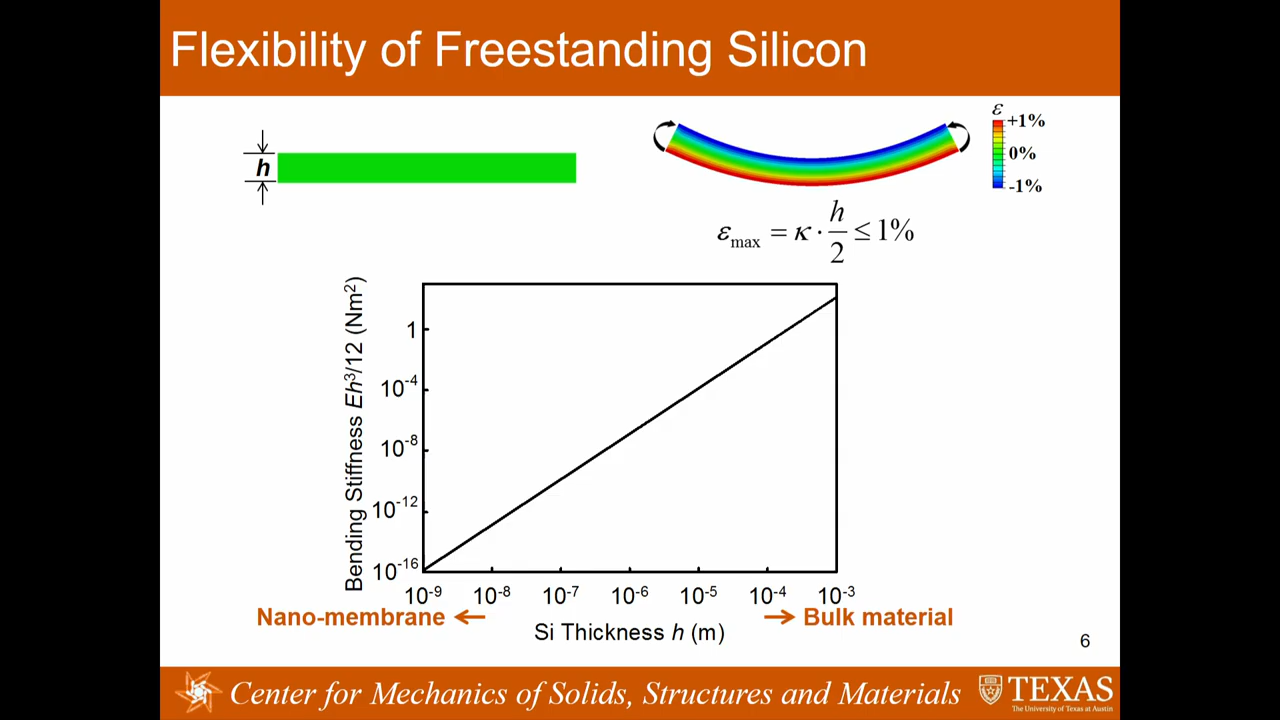 Flexibility of Freestanding Silicon
h
ε
+1%
0%
-1%
ε_max = κ · h/2 ≤ 1%
Bending Stiffness Eh³/12 (Nm²)
1
10⁻⁴
10⁻⁸
10⁻¹²
10⁻¹⁶
10⁻⁹ 10⁻⁸ 10⁻⁷ 10⁻⁶ 10⁻⁵ 10⁻⁴ 10⁻³
Nano-membrane ← → Bulk material
Si Thickness h (m)
6
Center for Mechanics of Solids, Structures and Materials
TEXAS
The University of Texas at Austin